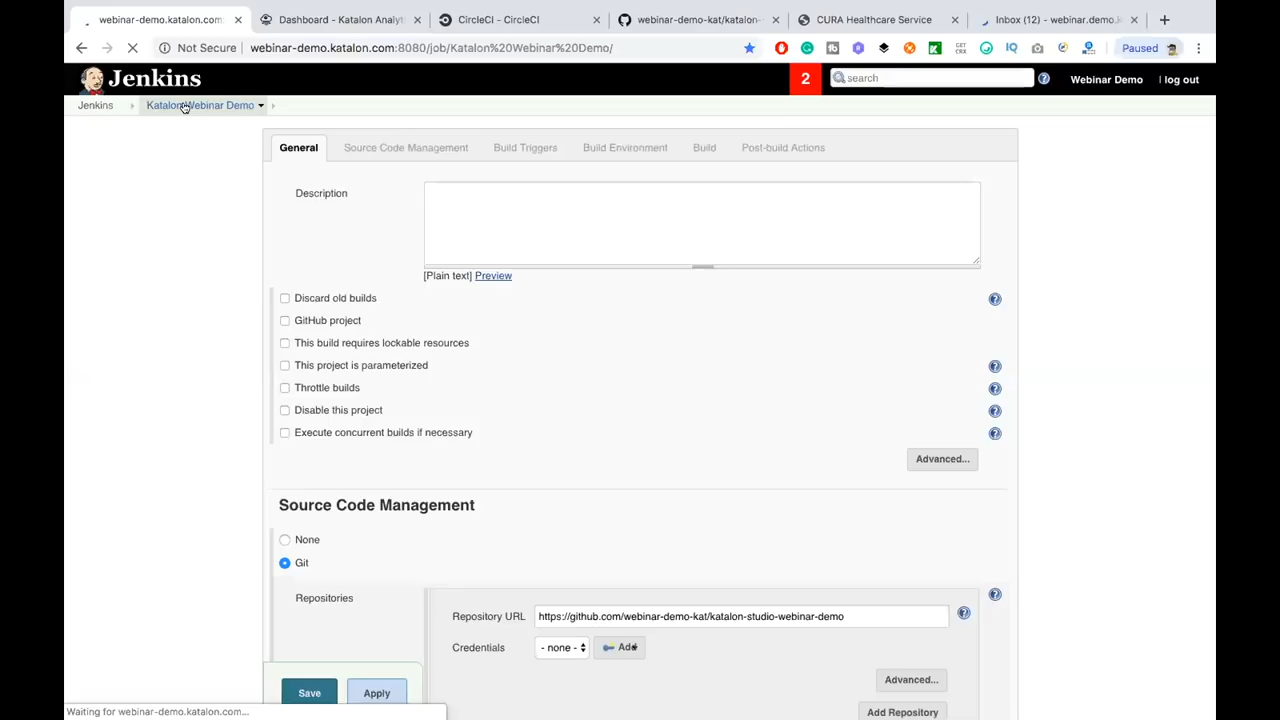 webinar-demo.katalon.com
Dashboard - Katalon Analyt
CircleCI - CircleCI
webinar-demo-kat/katalon-
CURA Healthcare Service
Inbox (12) - webinar.demo.
Not Secure
webinar-demo.katalon.com:8080/job/Katalon%20Webinar%20Demo/
GET
CRX
IQ
Paused
Jenkins
2
search
Webinar Demo
log out
Jenkins
Katalon Webinar Demo
General
Source Code Management
Build Triggers
Build Environment
Build
Post-build Actions
Description
[Plain text] Preview
Discard old builds
GitHub project
This build requires lockable resources
This project is parameterized
Throttle builds
Disable this project
Execute concurrent builds if necessary
Advanced...
Source Code Management
None
Git
Repositories
Repository URL
https://github.com/webinar-demo-kat/katalon-studio-webinar-demo
Credentials
- none -
Add
Advanced...
Save
Apply
Add Repository
Waiting for webinar-demo.katalon.com...